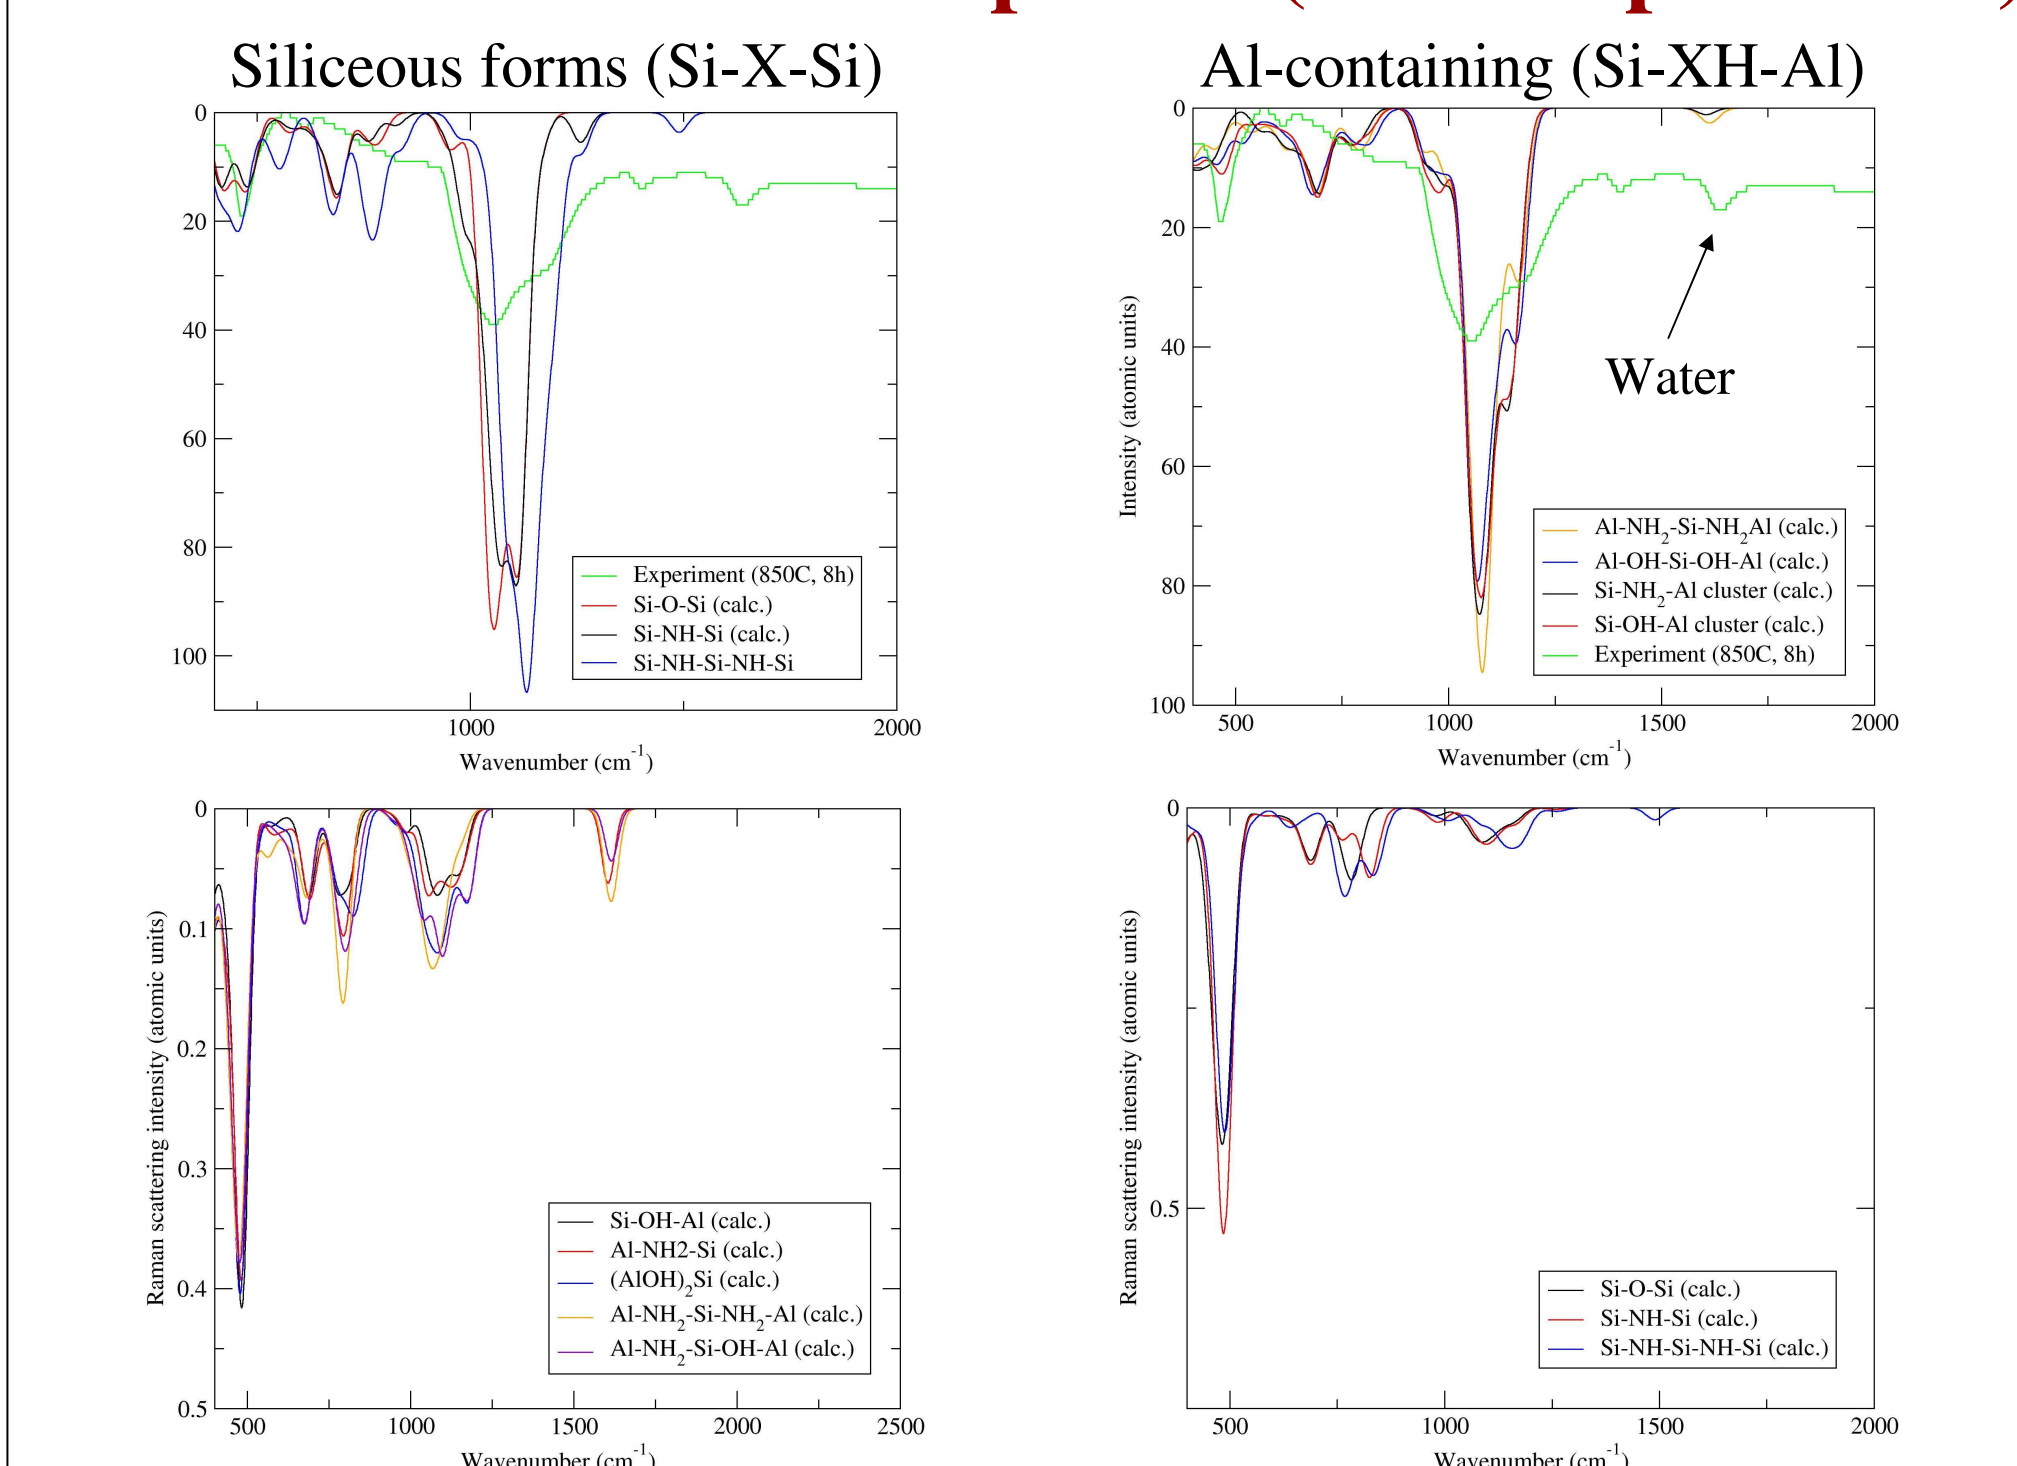 Siliceous forms (Si-X-Si)
0
20
40
60
80
100
1000
2000
Wavenumber (cm-1)
Experiment (850C, 8h)
Si-O-Si (calc.)
Si-NH-Si (calc.)
Si-NH-Si-NH-Si
Al-containing (Si-XH-Al)
0
20
40
60
80
100
Intensity (atomic units)
500
1000
1500
2000
Wavenumber (cm-1)
Water
Al-NH2-Si-NH2Al (calc.)
Al-OH-Si-OH-Al (calc.)
Si-NH2-Al cluster (calc.)
Si-OH-Al cluster (calc.)
Experiment (850C, 8h)
0
0.1
0.2
0.3
0.4
0.5
Raman scattering intensity (atomic units)
500
1000
1500
2000
2500
Wavenumber (cm-1)
Si-OH-Al (calc.)
Al-NH2-Si (calc.)
(AlOH)2Si (calc.)
Al-NH2-Si-NH2-Al (calc.)
Al-NH2-Si-OH-Al (calc.)
0
0.5
Raman scattering intensity (atomic units)
500
1000
1500
2000
Wavenumber (cm-1)
Si-O-Si (calc.)
Si-NH-Si (calc.)
Si-NH-Si-NH-Si (calc.)